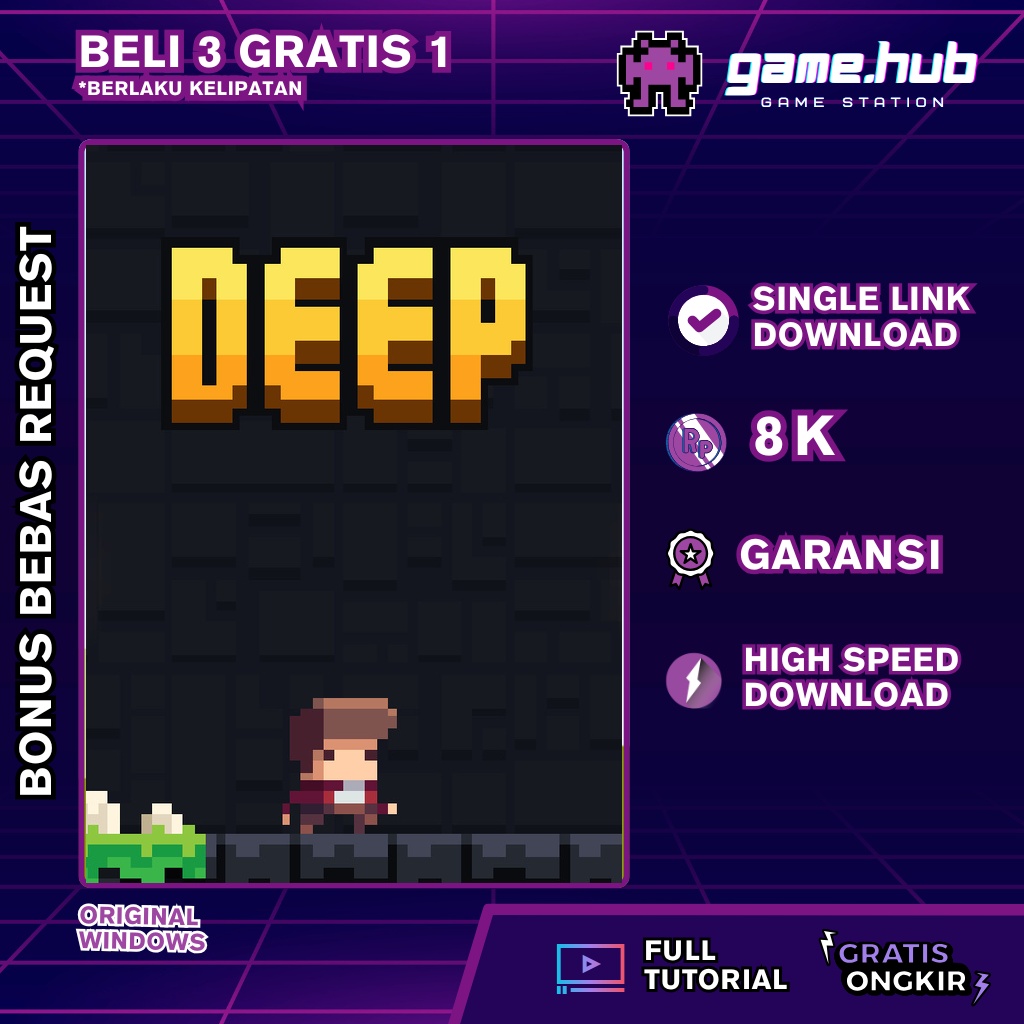 BELI 3 GRATIS 1
*BERLAKU KELIPATAN
game.hub
GAME STATION
BONUS BEBAS REQUEST
DEEP
SINGLE LINK
DOWNLOAD
Rp
8K
GARANSI
HIGH SPEED
DOWNLOAD
ORIGINAL
WINDOWS
FULL
TUTORIAL
GRATIS
ONGKIR